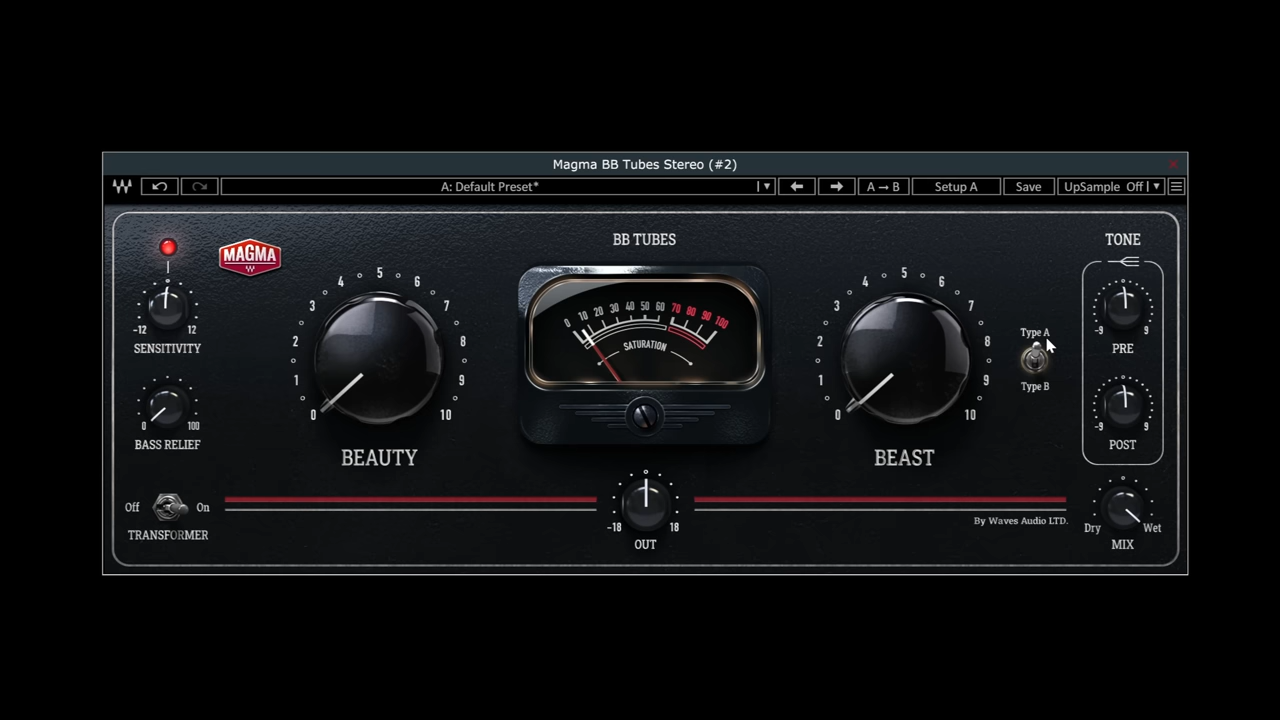 Magma BB Tubes Stereo (#2)
A: Default Preset*
A → B
Setup A
Save
UpSample Off
MAGMA
BB TUBES
TONE
-12 12
SENSITIVITY
0 100
BASS RELIEF
Off On
TRANSFORMER
0 1 2 3 4 5 6 7 8 9 10
BEAUTY
0 10 20 30 40 50 60 70 80 90 100
SATURATION
-18 18
OUT
0 1 2 3 4 5 6 7 8 9 10
BEAST
Type A
Type B
-9 9
PRE
-9 9
POST
By Waves Audio LTD.
Dry Wet
MIX